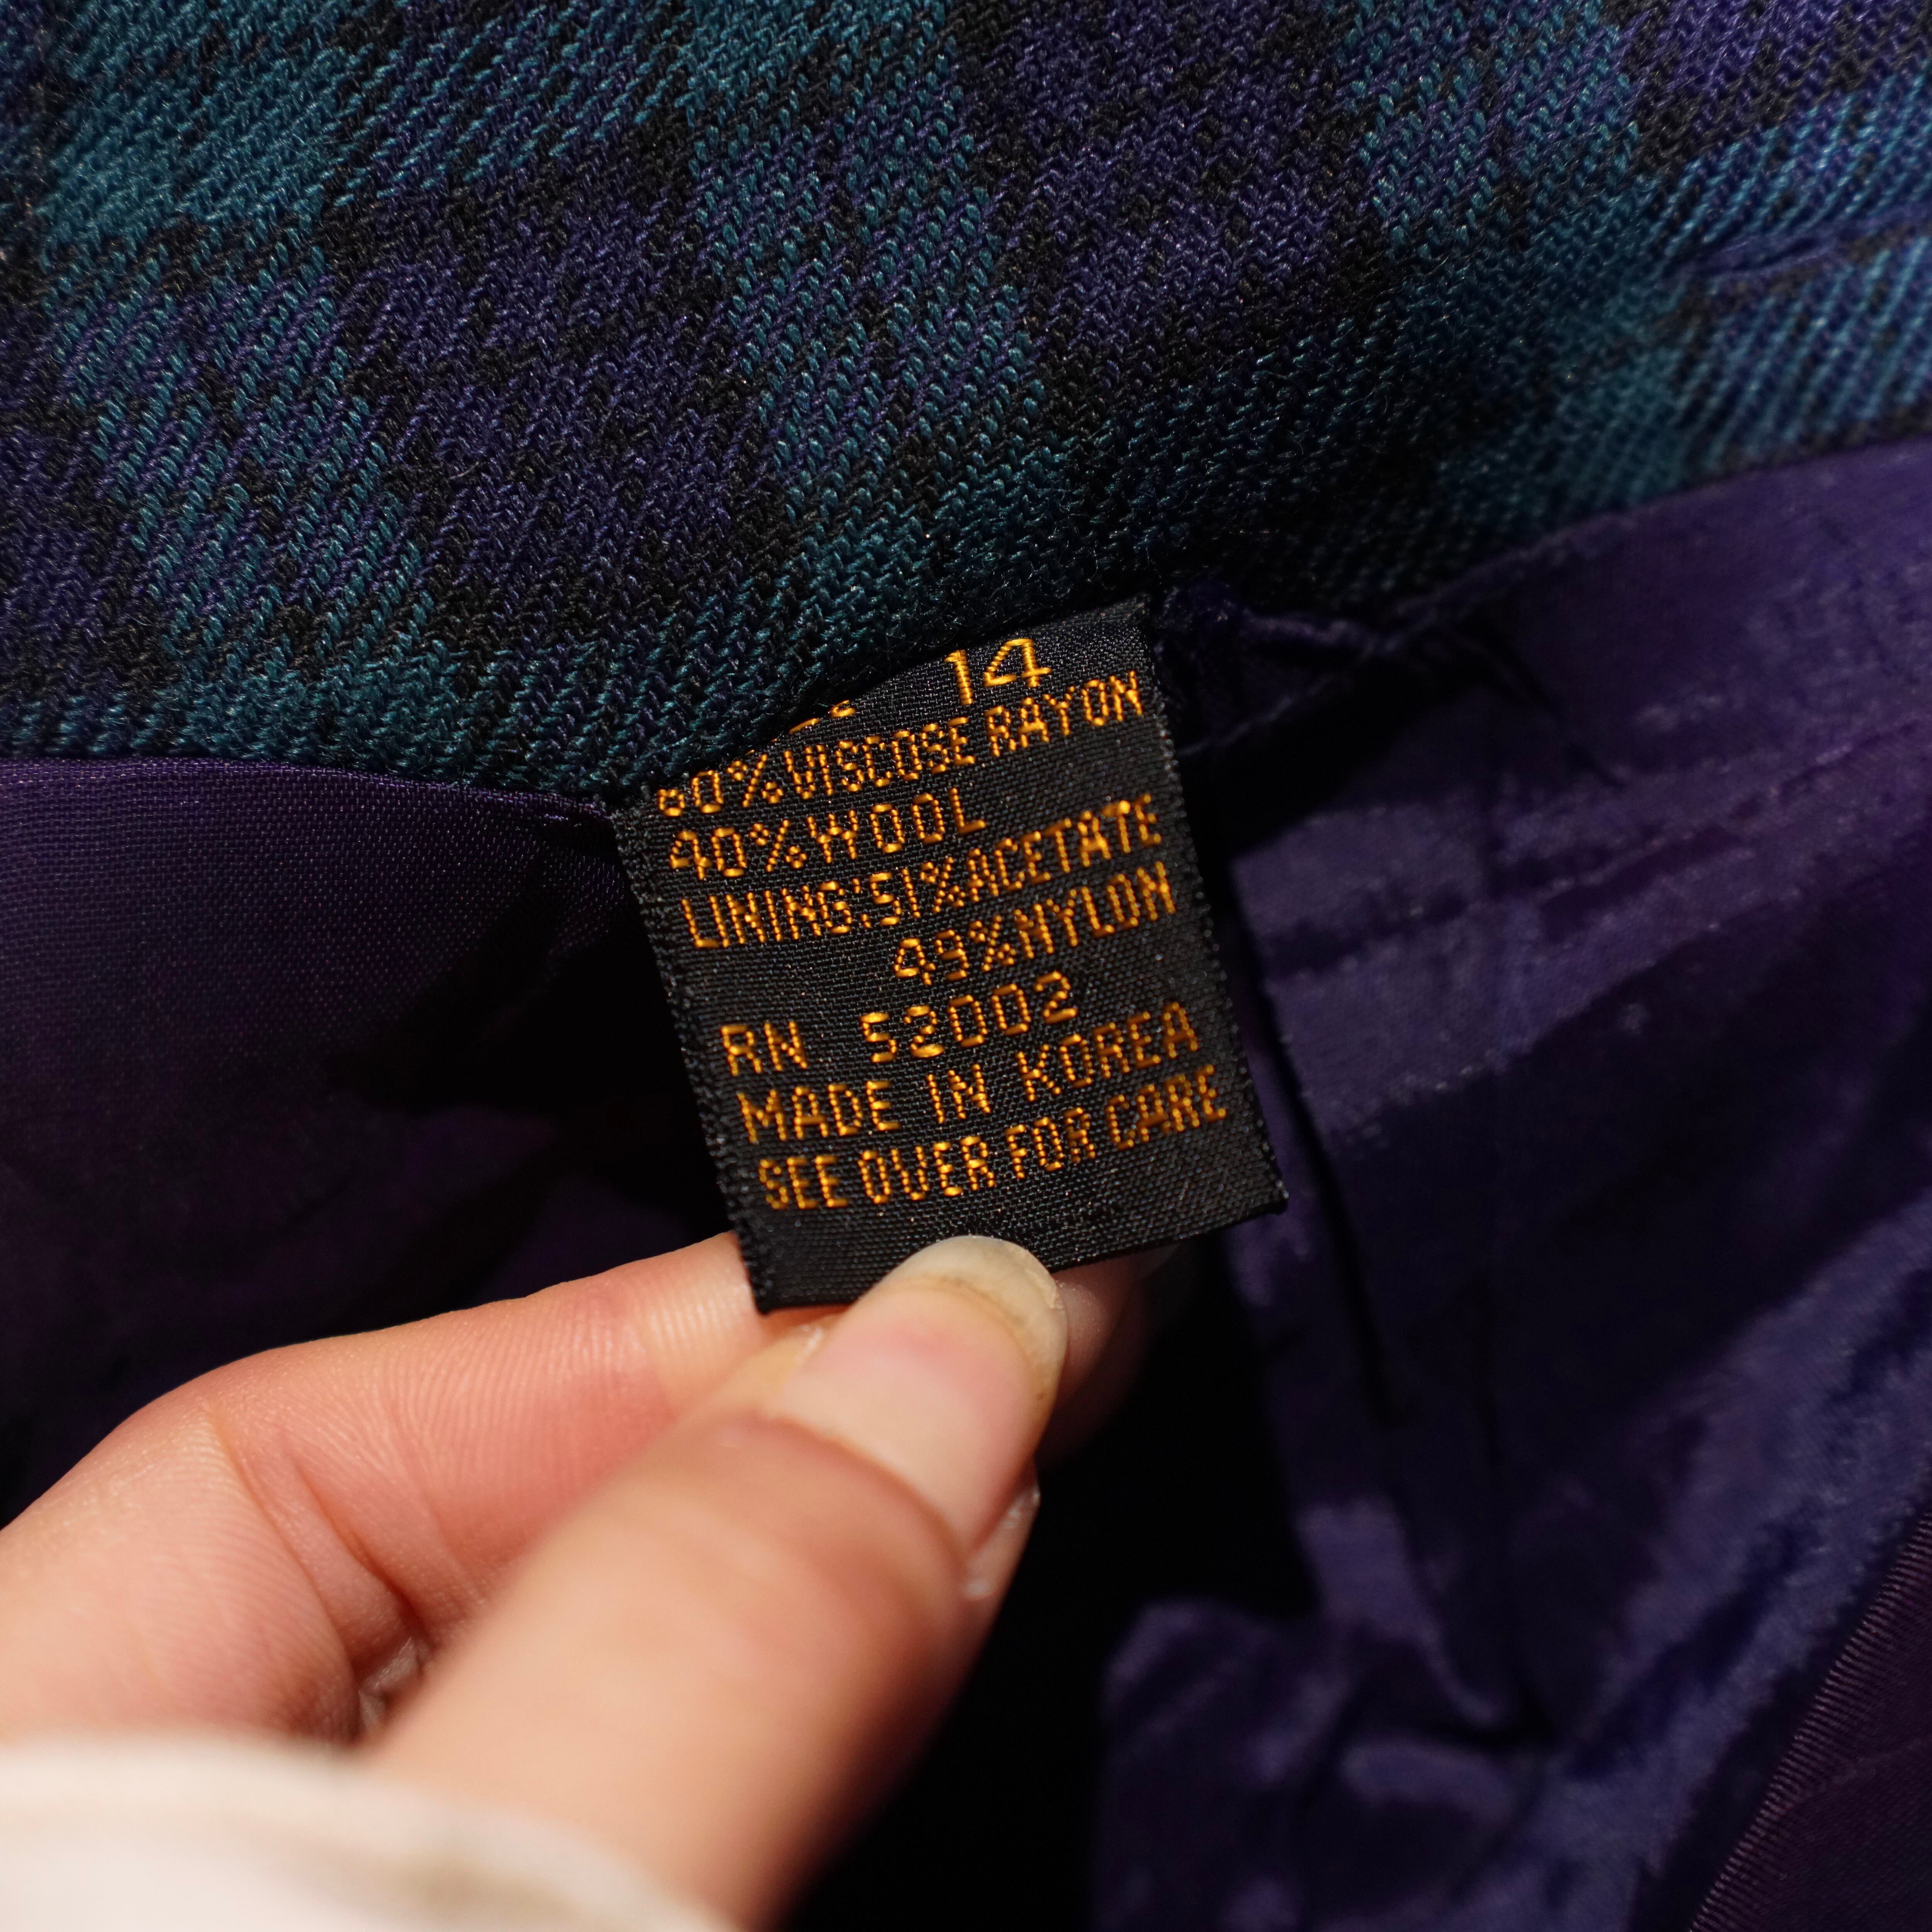 14
60%VISCOSE RAYON
40%WOOL
LINING:51%ACETATE
49%NYLON
RN 52002
MADE IN KOREA
SEE OVER FOR CARE